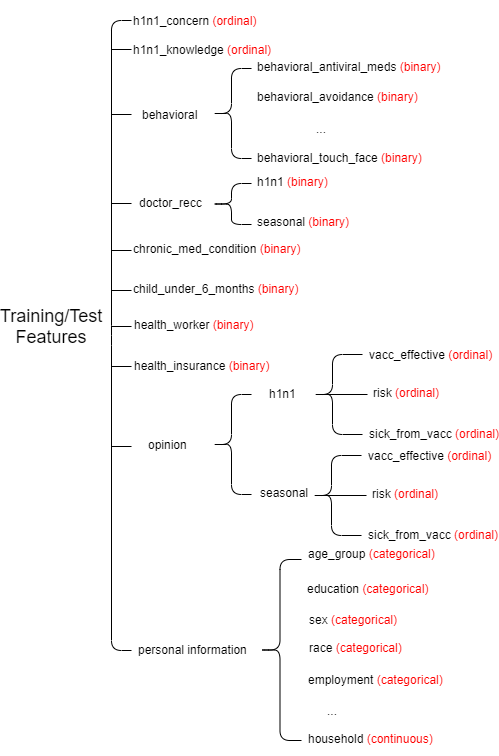 h1n1_concern (ordinal)
h1n1_knowledge (ordinal)
behavioral
behavioral_antiviral_meds (binary)
behavioral_avoidance (binary)
...
behavioral_touch_face (binary)
doctor_recc
h1n1 (binary)
seasonal (binary)
chronic_med_condition (binary)
child_under_6_months (binary)
Training/Test
Features
health_worker (binary)
health_insurance (binary)
opinion
h1n1
vacc_effective (ordinal)
risk (ordinal)
sick_from_vacc (ordinal)
seasonal
vacc_effective (ordinal)
risk (ordinal)
sick_from_vacc (ordinal)
personal information
age_group (categorical)
education (categorical)
sex (categorical)
race (categorical)
employment (categorical)
...
household (continuous)